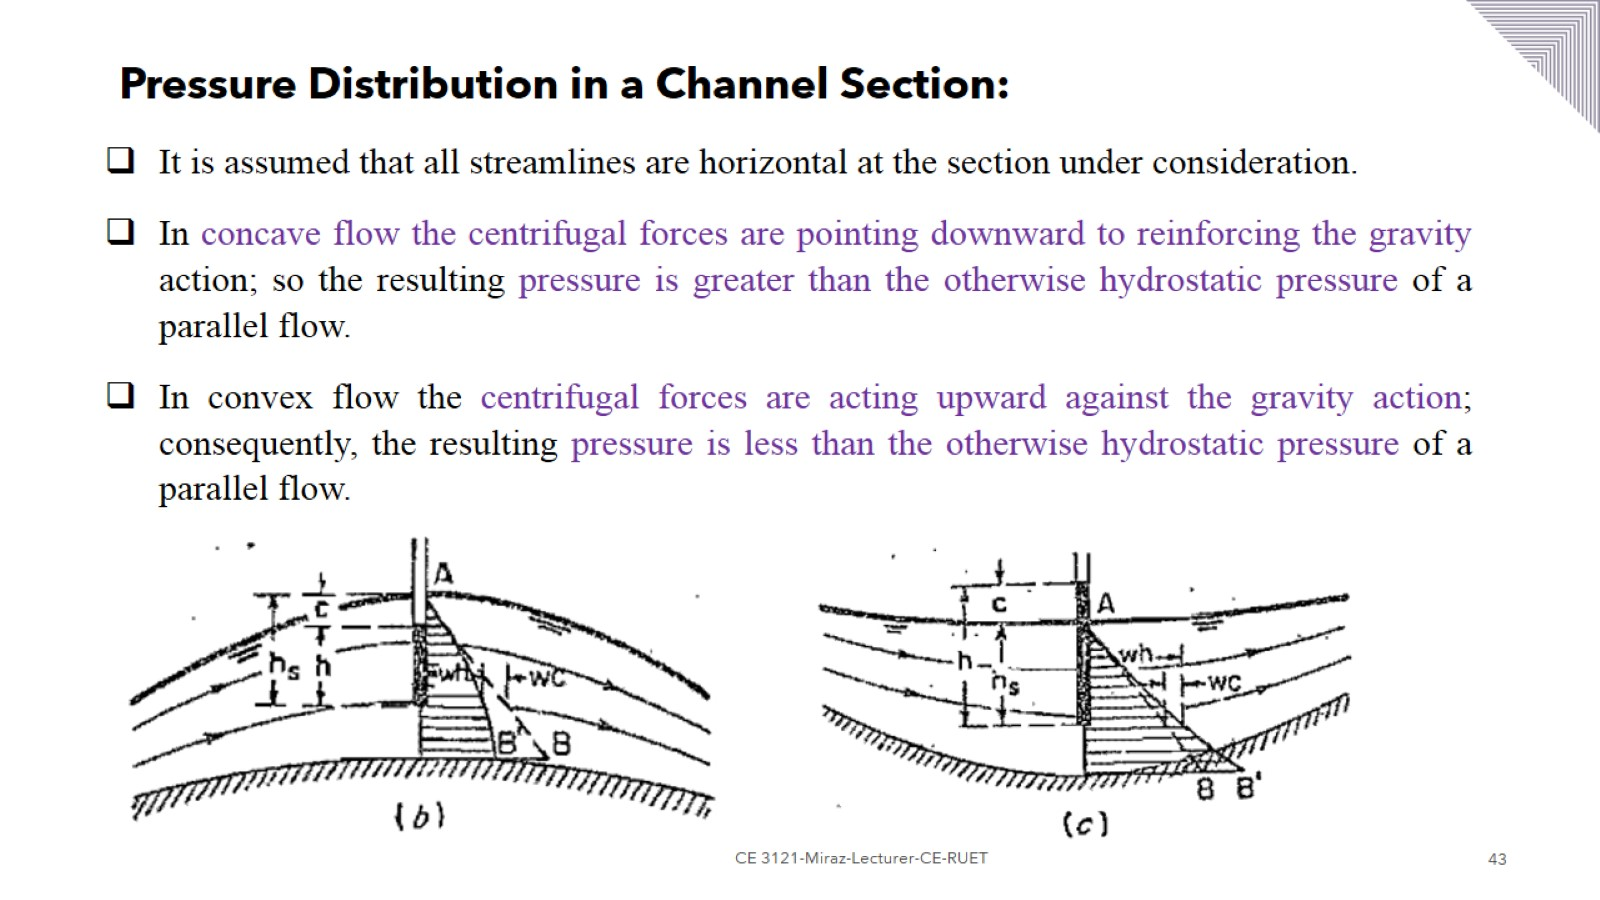 Pressure Distribution in a Channel Section:
It is assumed that all streamlines are horizontal at the section under consideration.
In concave flow the centrifugal forces are pointing downward to reinforcing the gravity
action; so the resulting pressure is greater than the otherwise hydrostatic pressure of a
parallel flow.
In convex flow the centrifugal forces are acting upward against the gravity action;
consequently, the resulting pressure is less than the otherwise hydrostatic pressure of a
parallel flow.
A
c
hs h
wh wc
B' B
(b)
c A
h
wh
hs wc
B B'
(c)
CE 3121-Miraz-Lecturer-CE-RUET
43